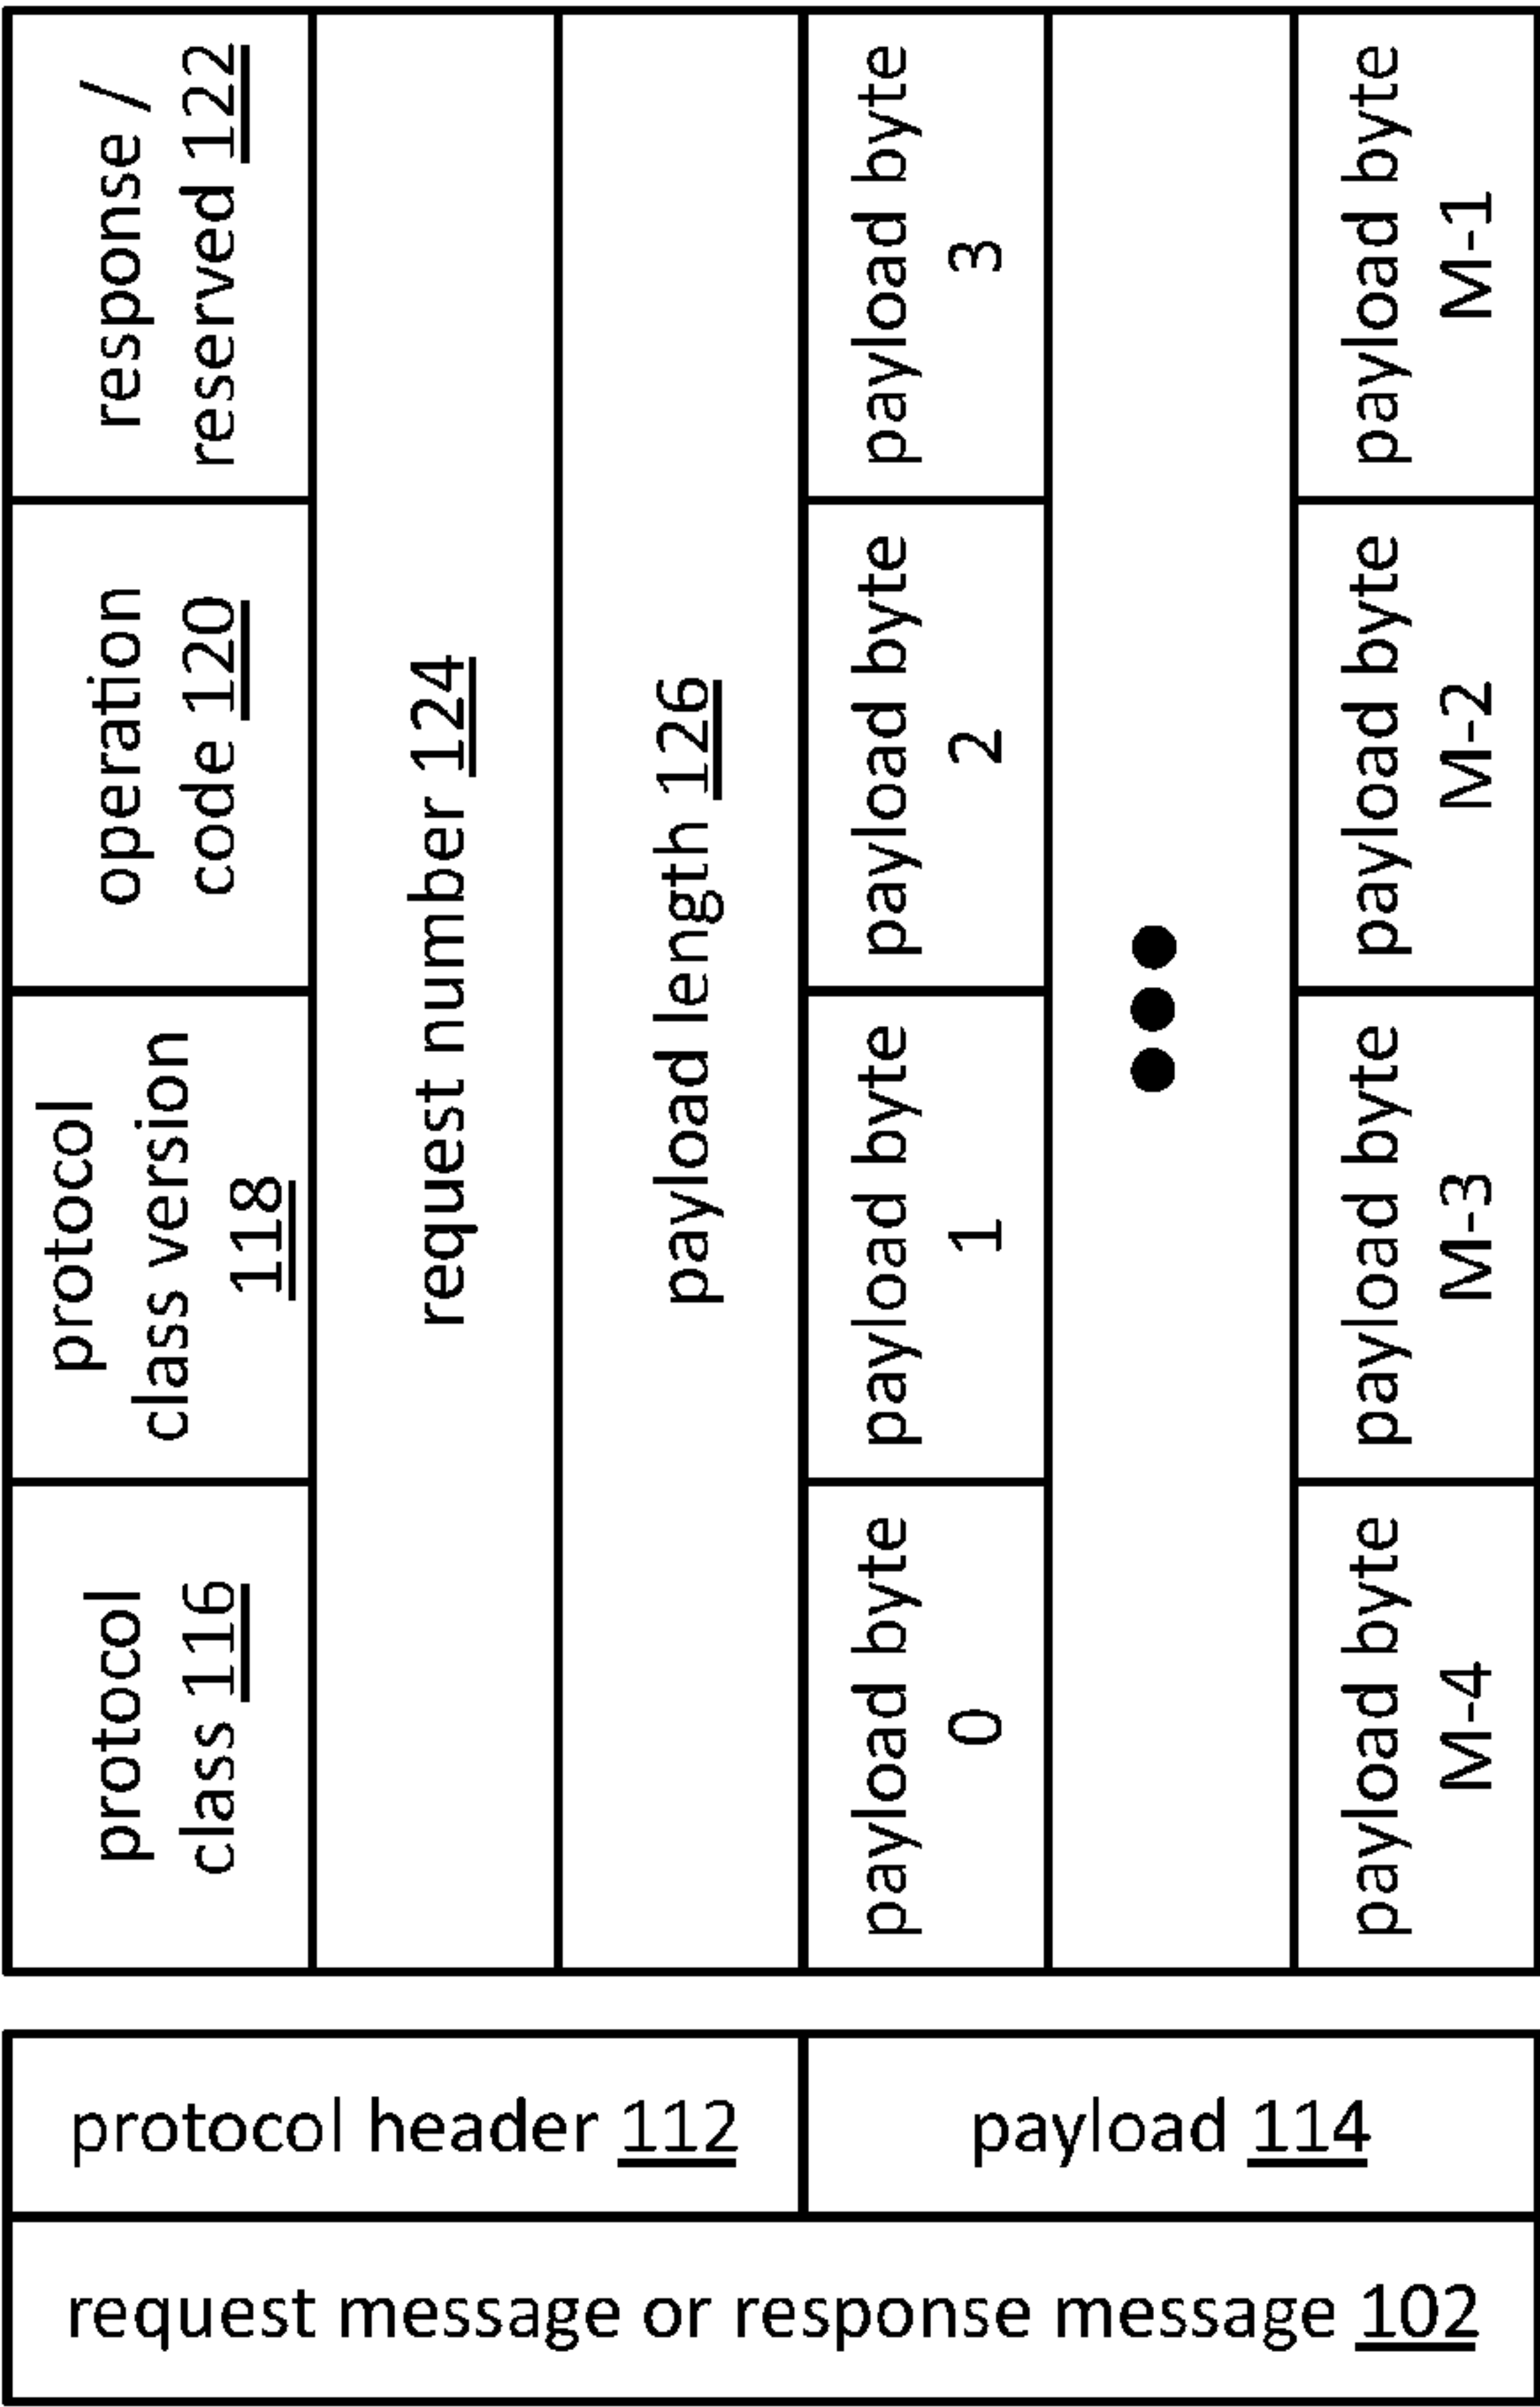 protocol
class 116
protocol
class version
118
operation
code 120
response /
reserved 122
request number 124
payload length 126
payload byte
0
payload byte
1
payload byte
2
payload byte
3
payload byte
M-4
payload byte
M-3
payload byte
M-2
payload byte
M-1
protocol header 112
payload 114
request message or response message 102